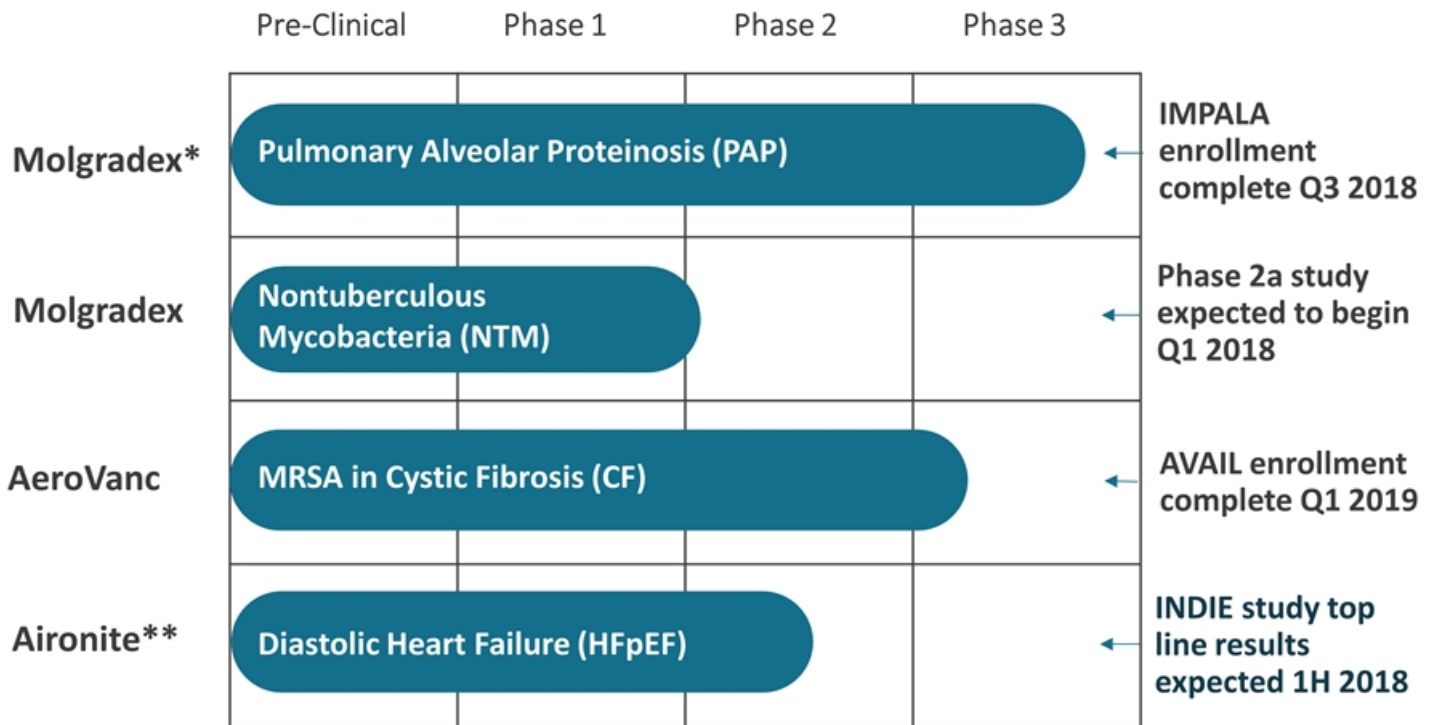 Pre-Clinical Phase 1 Phase 2 Phase 3
Molgradex*
Pulmonary Alveolar Proteinosis (PAP)
IMPALA
enrollment
complete Q3 2018
Molgradex
Nontuberculous
Mycobacteria (NTM)
Phase 2a study
expected to begin
Q1 2018
AeroVanc
MRSA in Cystic Fibrosis (CF)
AVAIL enrollment
complete Q1 2019
Aironite**
Diastolic Heart Failure (HFpEF)
INDIE study top
line results
expected 1H 2018